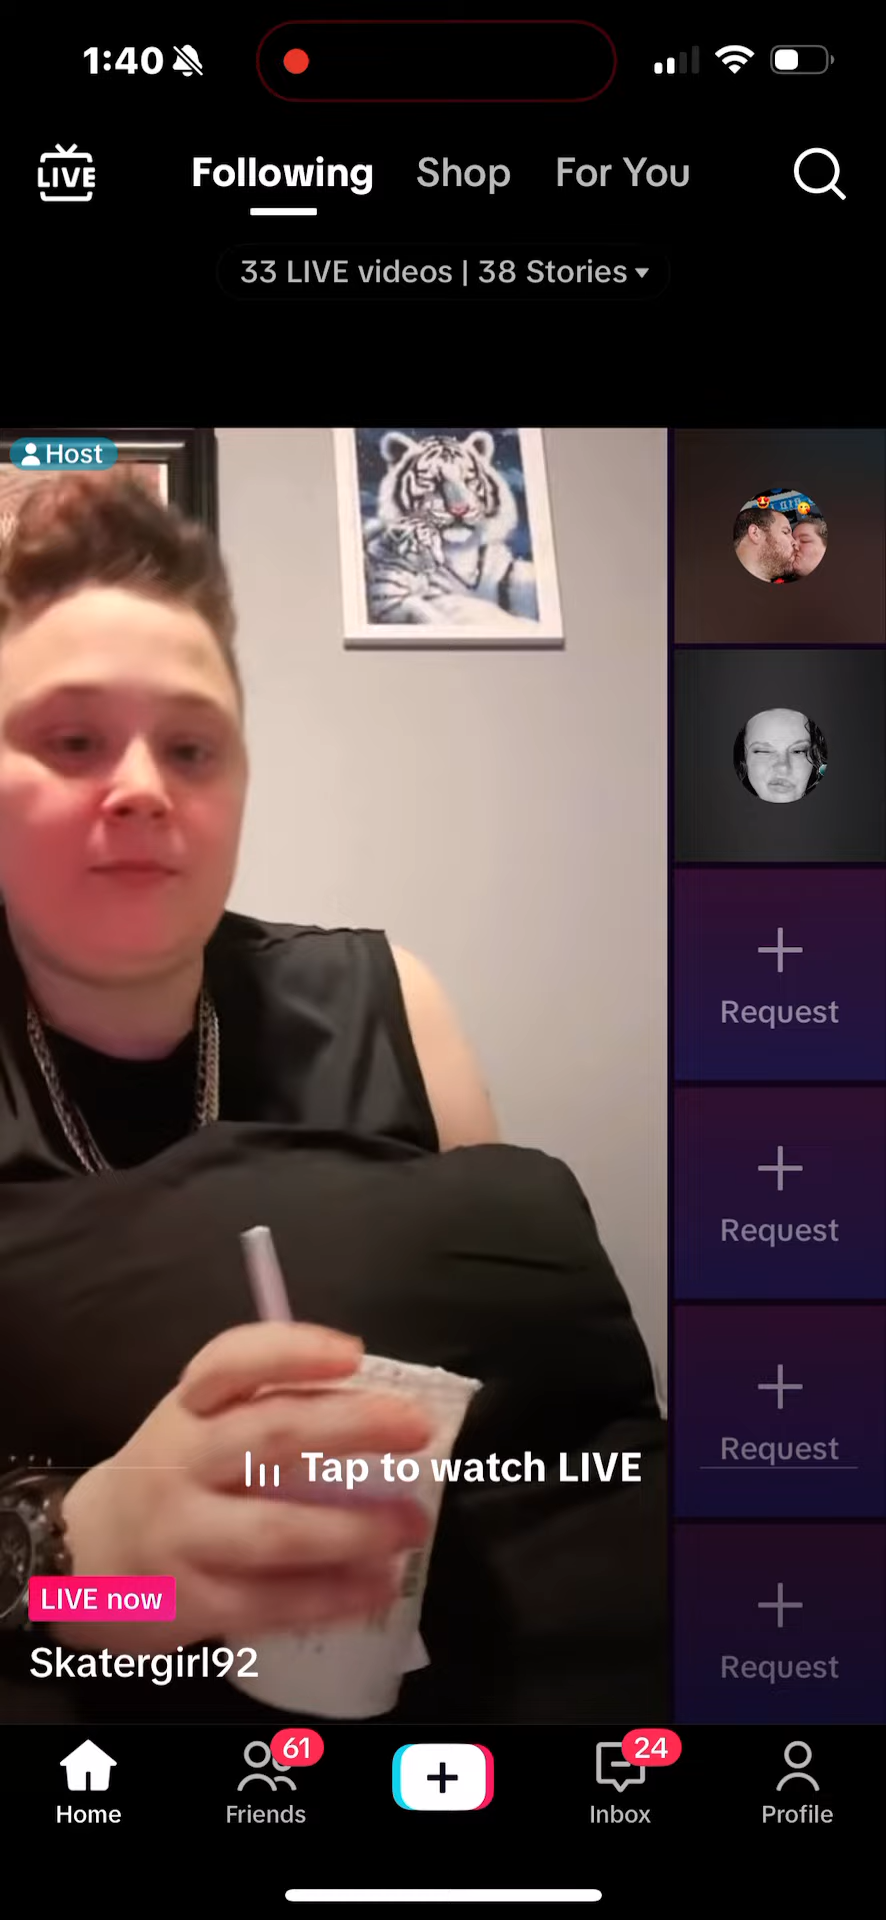 1:40
LIVE
Following Shop For You
33 LIVE videos | 38 Stories
Host
Request
Request
Request
Tap to watch LIVE
LIVE now
Skatergirl92
Request
61
24
Home Friends Inbox Profile